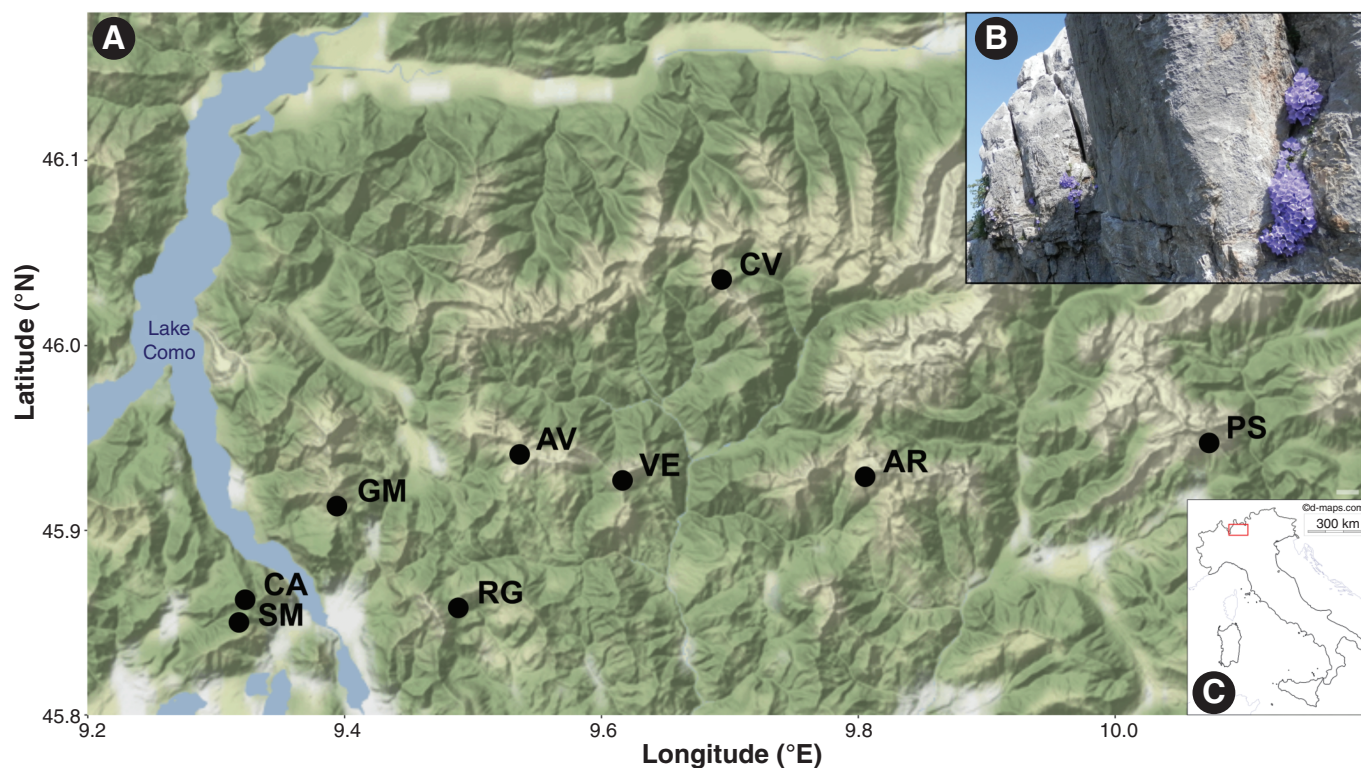 A
B
46.1
CV
Latitude (°N)
46.0
Lake
Como
AV
VE
AR
PS
GM
©d-maps.com
300 km
45.9
CA
SM
RG
C
45.8
9.2
9.4
9.6
9.8
10.0
Longitude (°E)